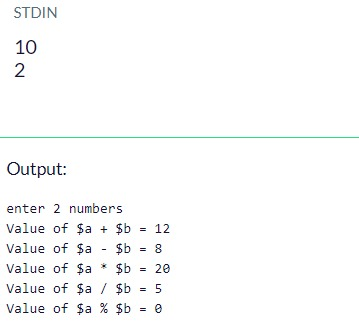 STDIN
10
2
Output:
enter 2 numbers
Value of $a + $b = 12
Value of $a - $b = 8
Value of $a * $b = 20
Value of $a / $b = 5
Value of $a % $b = 0